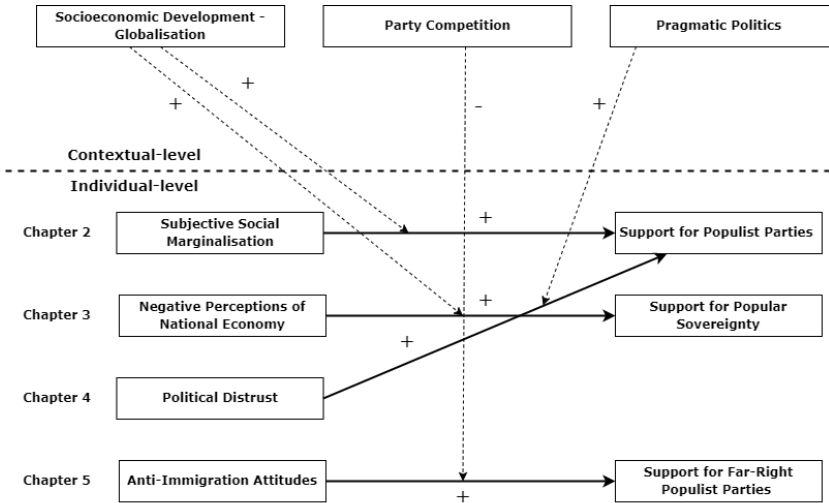 Socioeconomic Development -
Globalisation
Party Competition
Pragmatic Politics
+
+
-
+
Contextual-level
Individual-level
Chapter 2
Subjective Social
Marginalisation
+
Support for Populist Parties
Chapter 3
Negative Perceptions of
National Economy
+
Support for Popular
Sovereignty
+
Chapter 4
Political Distrust
Chapter 5
Anti-Immigration Attitudes
+
Support for Far-Right
Populist Parties